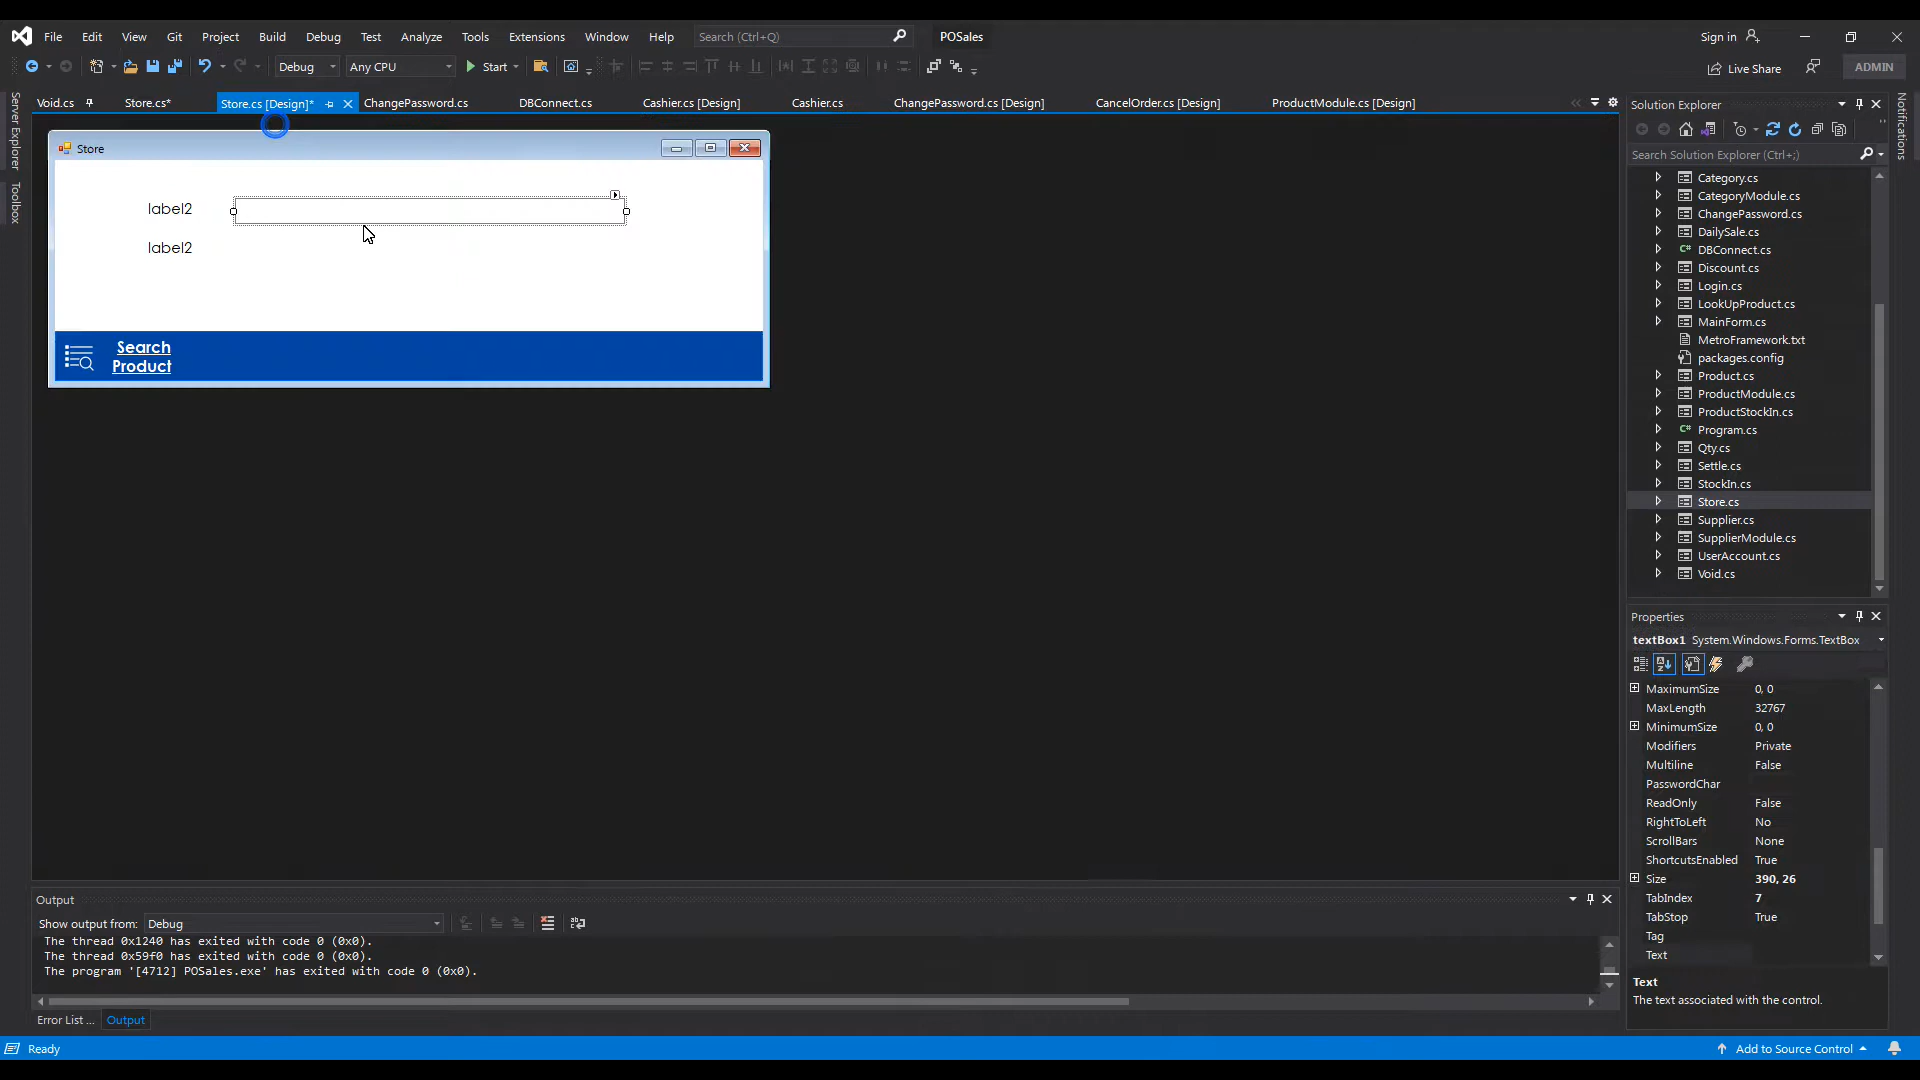 File Edit View Git Project Build Debug Test Analyze Tools Extensions Window Help Search (Ctrl+Q) POSales Sign in
Debug Any CPU Start Live Share ADMIN
Void.cs Store.cs* Store.cs [Design]* ChangePassword.cs DBConnect.cs Cashier.cs [Design] Cashier.cs ChangePassword.cs [Design] CancelOrder.cs [Design] ProductModule.cs [Design]
Server Explorer
Toolbox
Store
label2
label2
Search
Product
Solution Explorer
Search Solution Explorer (Ctrl+;)
Category.cs
CategoryModule.cs
ChangePassword.cs
DailySale.cs
DBConnect.cs
Discount.cs
Login.cs
LookUpProduct.cs
MainForm.cs
MetroFramework.txt
packages.config
Product.cs
ProductModule.cs
ProductStockIn.cs
Program.cs
Qty.cs
Settle.cs
StockIn.cs
Store.cs
Supplier.cs
SupplierModule.cs
UserAccount.cs
Void.cs
Notifications
Properties
textBox1 System.Windows.Forms.TextBox
MaximumSize 0, 0
MaxLength 32767
MinimumSize 0, 0
Modifiers Private
Multiline False
PasswordChar
ReadOnly False
RightToLeft No
ScrollBars None
ShortcutsEnabled True
Size 390, 26
TabIndex 7
TabStop True
Tag
Text
Text
The text associated with the control.
Output
Show output from: Debug
The thread 0x1240 has exited with code 0 (0x0).
The thread 0x59f0 has exited with code 0 (0x0).
The program '[4712] POSales.exe' has exited with code 0 (0x0).
Error List ... Output
Ready Add to Source Control